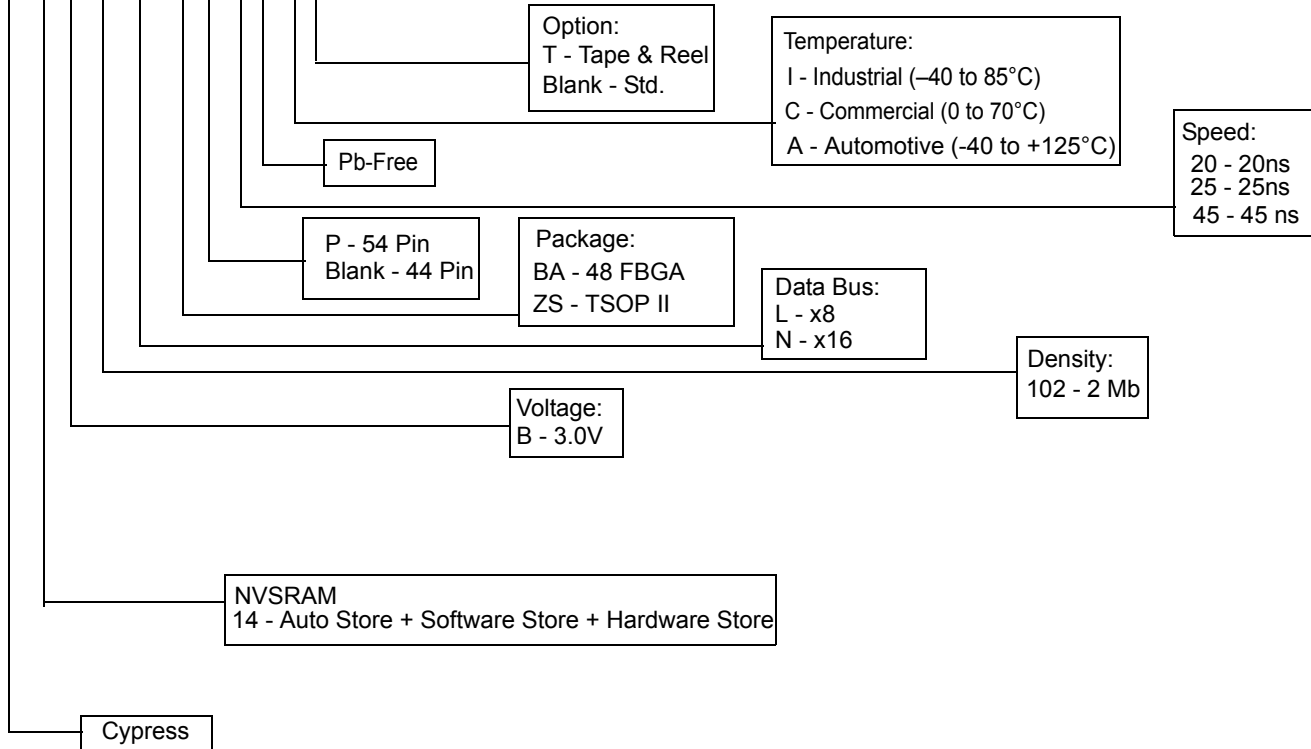 Option:
T - Tape & Reel
Blank - Std.
Temperature:
I - Industrial (–40 to 85°C)
C - Commercial (0 to 70°C)
A - Automotive (-40 to +125°C)
Speed:
20 - 20ns
25 - 25ns
45 - 45 ns
Pb-Free
P - 54 Pin
Blank - 44 Pin
Package:
BA - 48 FBGA
ZS - TSOP II
Data Bus:
L - x8
N - x16
Density:
102 - 2 Mb
Voltage:
B - 3.0V
NVSRAM
14 - Auto Store + Software Store + Hardware Store
Cypress